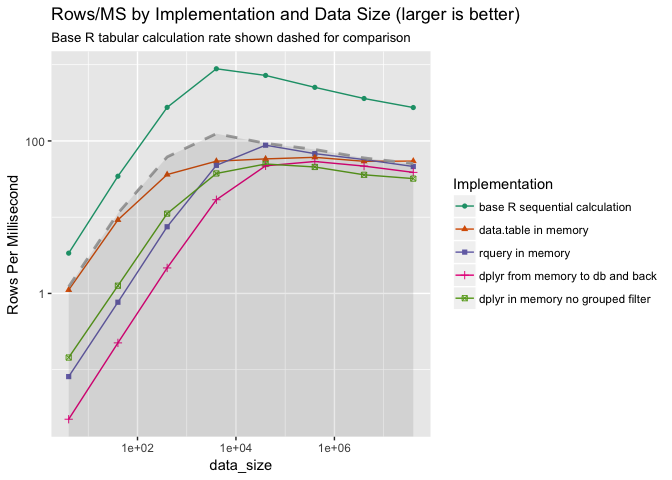 Rows/MS by Implementation and Data Size (larger is better)
Base R tabular calculation rate shown dashed for comparison
100
1
Rows Per Millisecond
1e+02
1e+04
1e+06
data_size
Implementation
base R sequential calculation
data.table in memory
rquery in memory
dplyr from memory to db and back
dplyr in memory no grouped filter